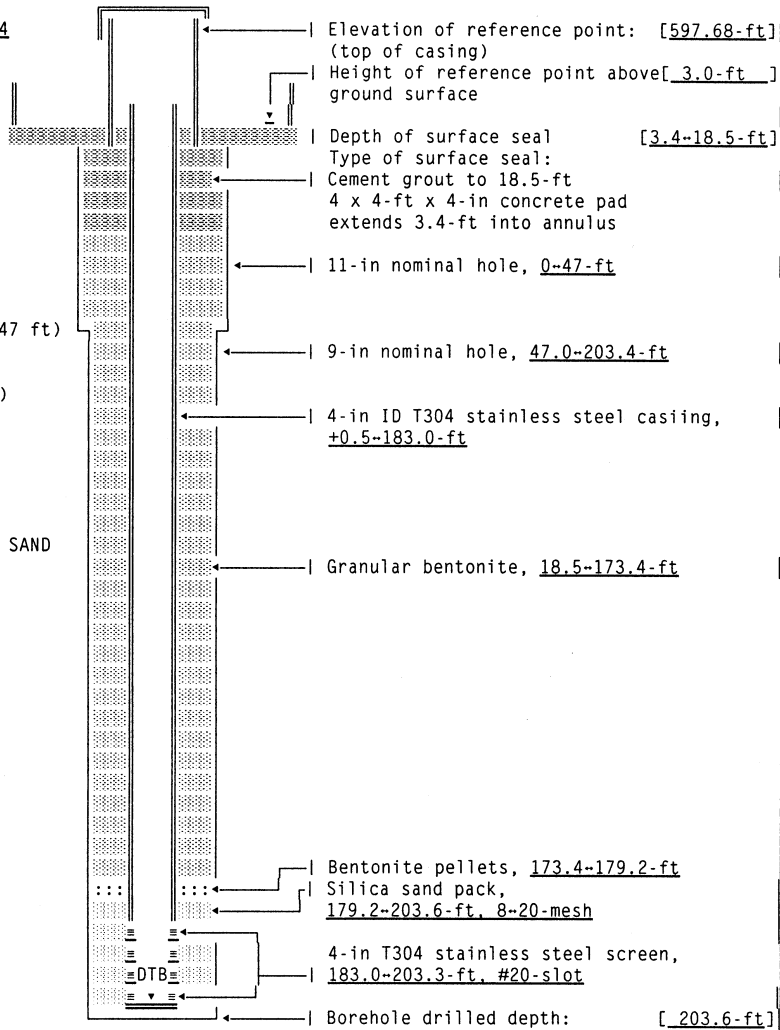 4
Elevation of reference point: [597.68-ft]
(top of casing)
Height of reference point above[ 3.0-ft ]
ground surface
Depth of surface seal [3.4↔18.5-ft]
Type of surface seal:
Cement grout to 18.5-ft
4 x 4-ft x 4-in concrete pad
extends 3.4-ft into annulus
11-in nominal hole, 0↔47-ft
47 ft)
9-in nominal hole, 47.0↔203.4-ft
)
4-in ID T304 stainless steel casiing,
+0.5↔183.0-ft
SAND
Granular bentonite, 18.5↔173.4-ft
Bentonite pellets, 173.4↔179.2-ft
Silica sand pack,
179.2↔203.6-ft, 8↔20-mesh
4-in T304 stainless steel screen,
DTB
183.0↔203.3-ft, #20-slot
Borehole drilled depth: [ 203.6-ft]